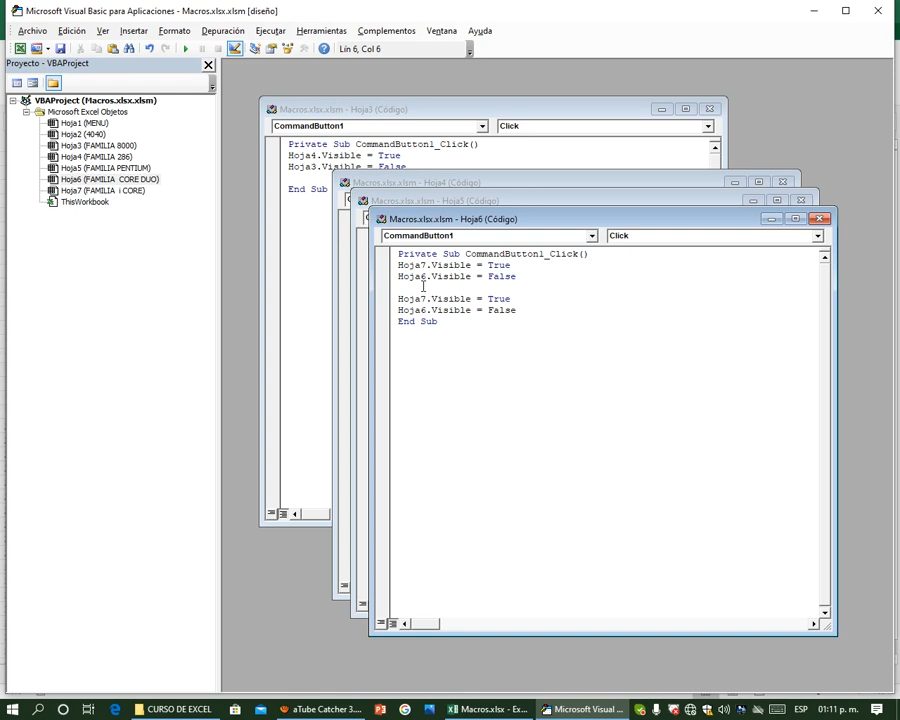 Microsoft Visual Basic para Aplicaciones - Macros.xlsx.xlsm [diseño]
Archivo Edición Ver Insertar Formato Depuración Ejecutar Herramientas Complementos Ventana Ayuda
Lín 6, Col 6
Proyecto - VBAProject
VBAProject (Macros.xlsx.xlsm)
Microsoft Excel Objetos
Hoja1 (MENU)
Hoja2 (4040)
Hoja3 (FAMILIA 8000)
Hoja4 (FAMILIA 286)
Hoja5 (FAMILIA PENTIUM)
Hoja6 (FAMILIA CORE DUO)
Hoja7 (FAMILIA i CORE)
ThisWorkbook
Macros.xlsx.xlsm - Hoja3 (Código)
CommandButton1 Click
Private Sub CommandButton1_Click()
Hoja4.Visible = True
Hoja3.Visible = False
End Sub
Macros.xlsx.xlsm - Hoja4 (Código)
Macros.xlsx.xlsm - Hoja5 (Código)
Macros.xlsx.xlsm - Hoja6 (Código)
CommandButton1 Click
Private Sub CommandButton1_Click()
Hoja7.Visible = True
Hoja6.Visible = False
Hoja7.Visible = True
Hoja6.Visible = False
End Sub
CURSO DE EXCEL
aTube Catcher 3....
Macros.xlsx - Ex...
Microsoft Visual ...
ESP
01:11 p. m.